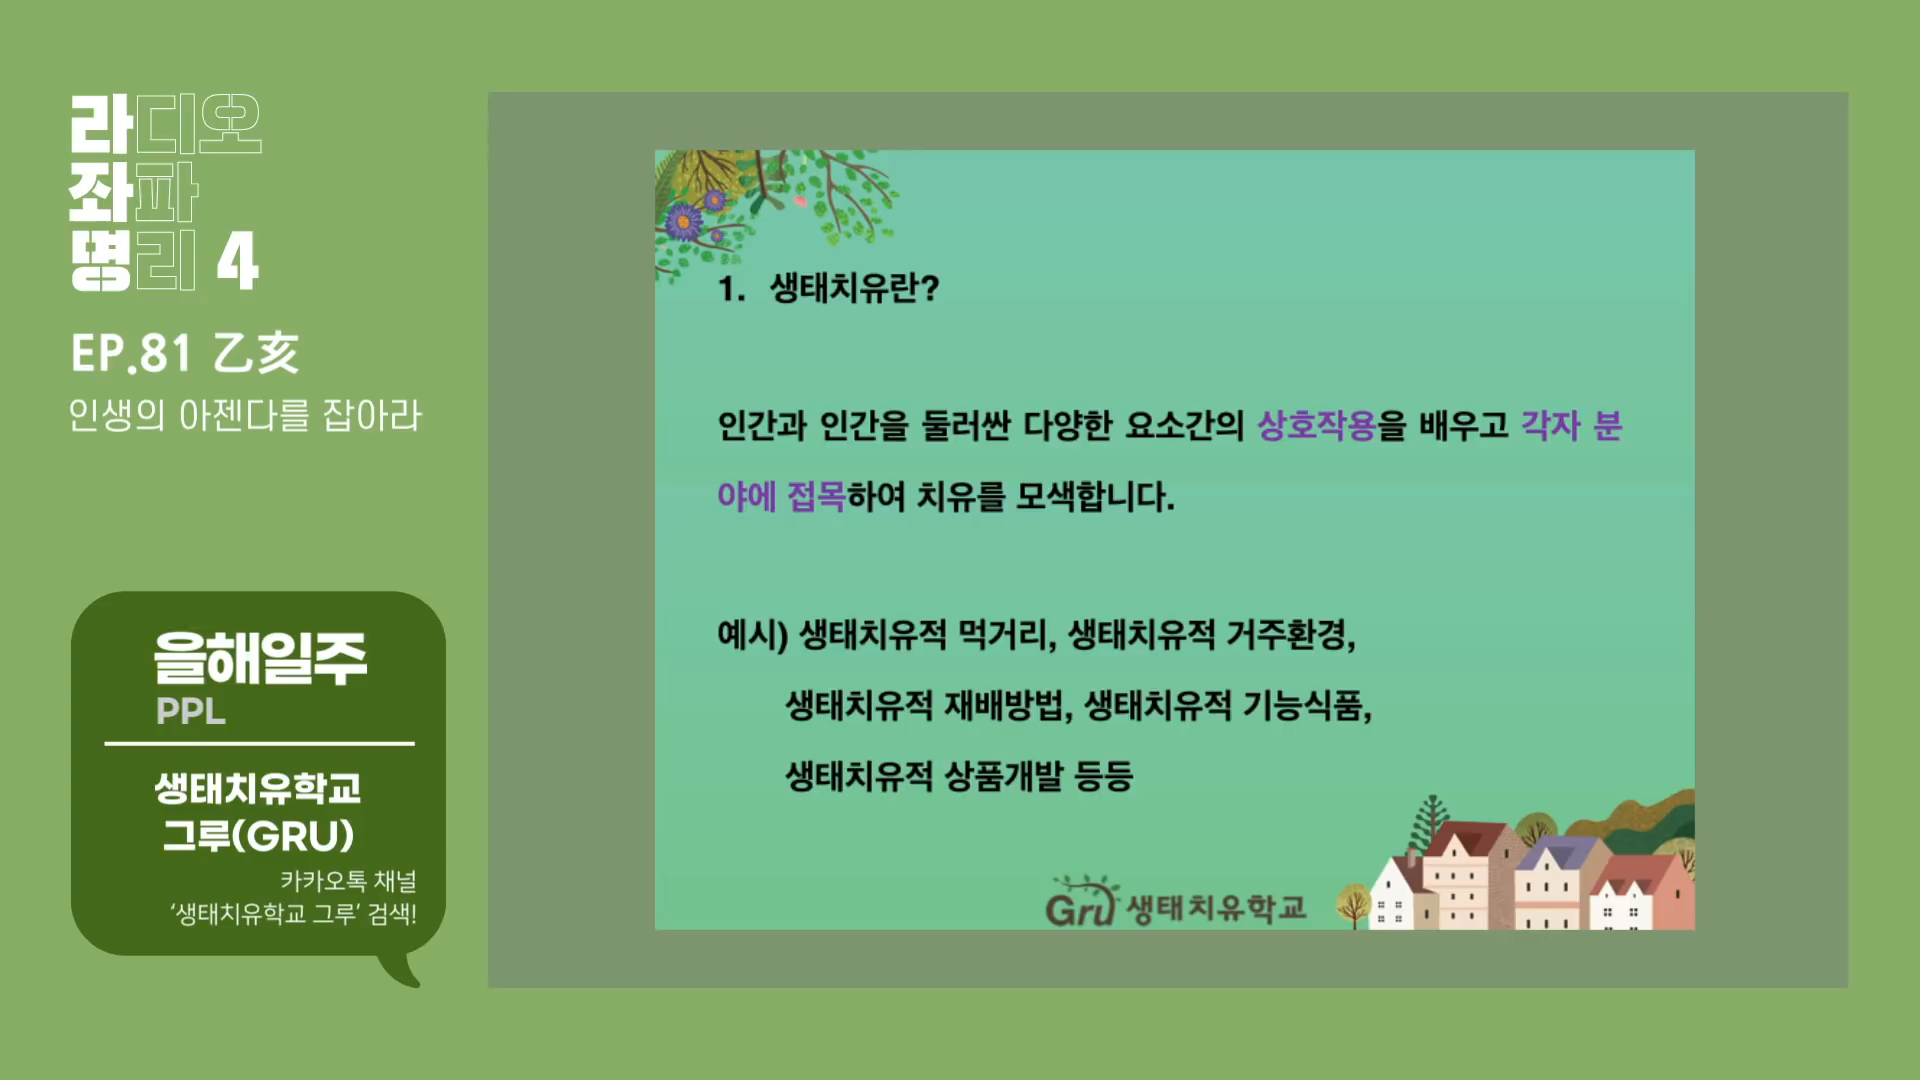 라디오
좌파
명리 4
EP.81 乙亥
인생의 아젠다를 잡아라
을해일주
PPL
생태치유학교
그루(GRU)
카카오톡 채널
‘생태치유학교 그루’ 검색!
1. 생태치유란?
인간과 인간을 둘러싼 다양한 요소간의 상호작용을 배우고 각자 분
야에 접목하여 치유를 모색합니다.
예시) 생태치유적 먹거리, 생태치유적 거주환경,
생태치유적 재배방법, 생태치유적 기능식품,
생태치유적 상품개발 등등
Gru 생태치유학교